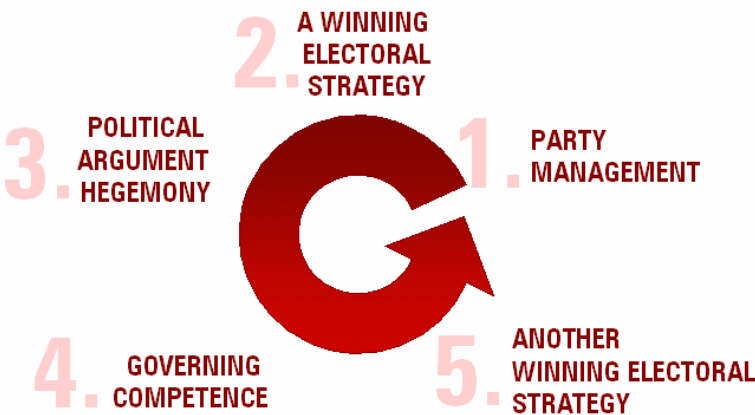 1. PARTY
MANAGEMENT
2. A WINNING
ELECTORAL
STRATEGY
3. POLITICAL
ARGUMENT
HEGEMONY
4. GOVERNING
COMPETENCE
5. ANOTHER
WINNING ELECTORAL
STRATEGY